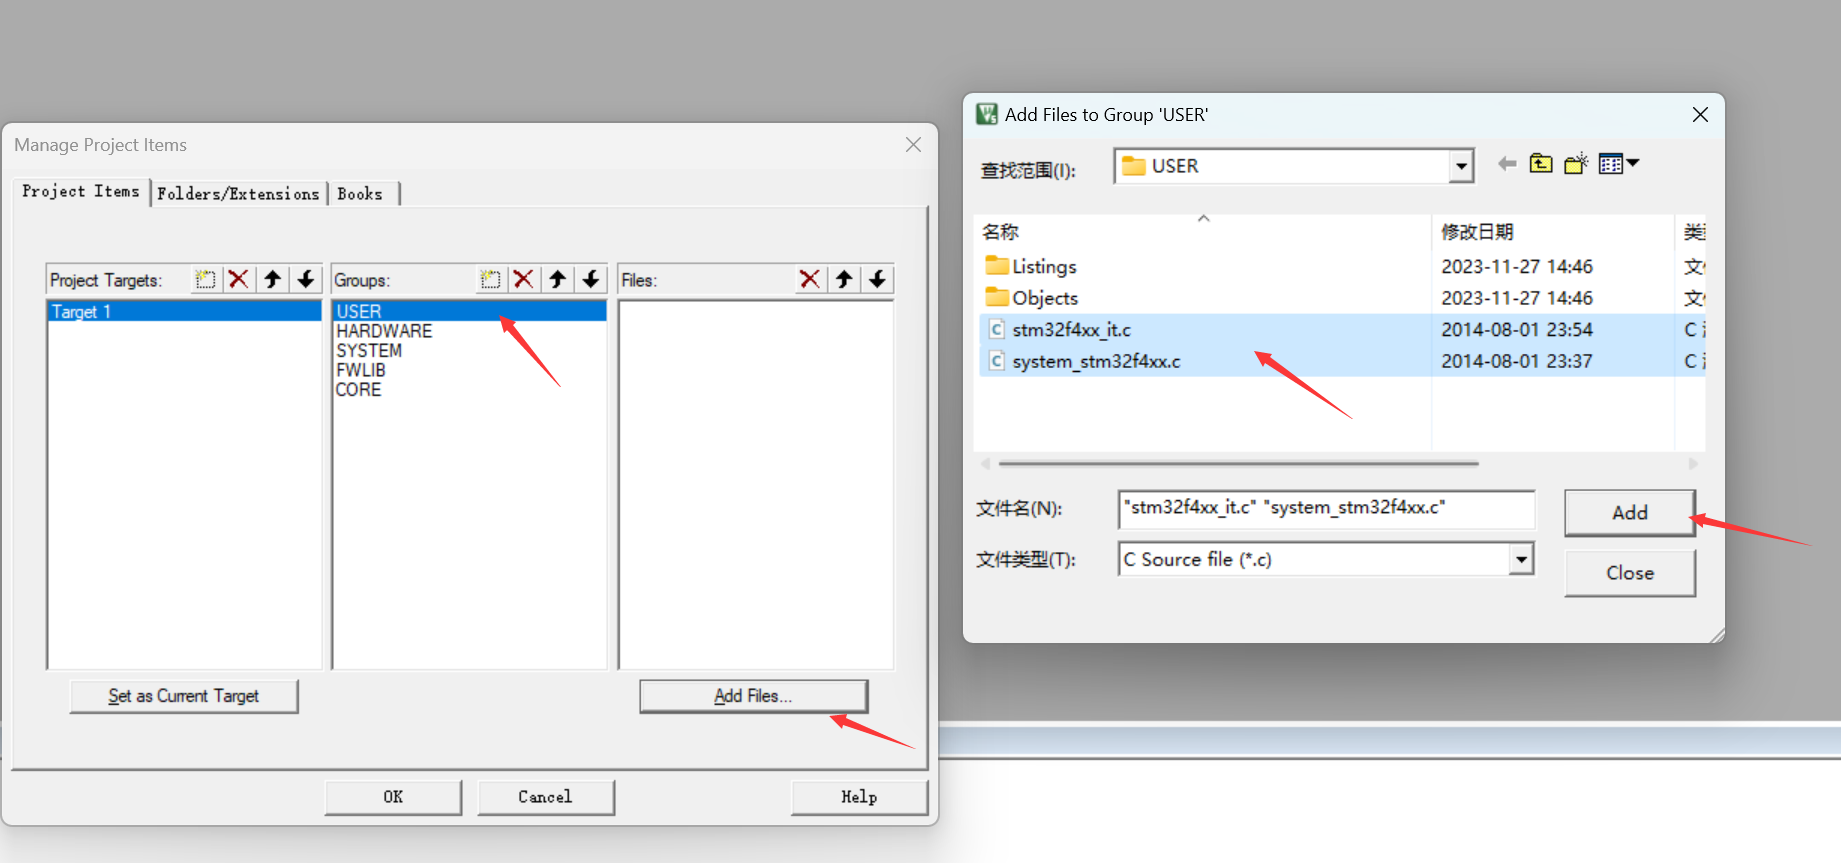 Manage Project Items
Project Items
Folders/Extensions
Books
Project Targets:
Groups:
Files:
Target 1
USER
HARDWARE
SYSTEM
FWLIB
CORE
Set as Current Target
Add Files...
OK
Cancel
Help
Add Files to Group 'USER'
查找范围(I):
USER
名称
修改日期
Listings
2023-11-27 14:46
文
Objects
2023-11-27 14:46
文
stm32f4xx_it.c
2014-08-01 23:54
C
system_stm32f4xx.c
2014-08-01 23:37
C
文件名(N):
"stm32f4xx_it.c" "system_stm32f4xx.c"
Add
文件类型(T):
C Source file (*.c)
Close